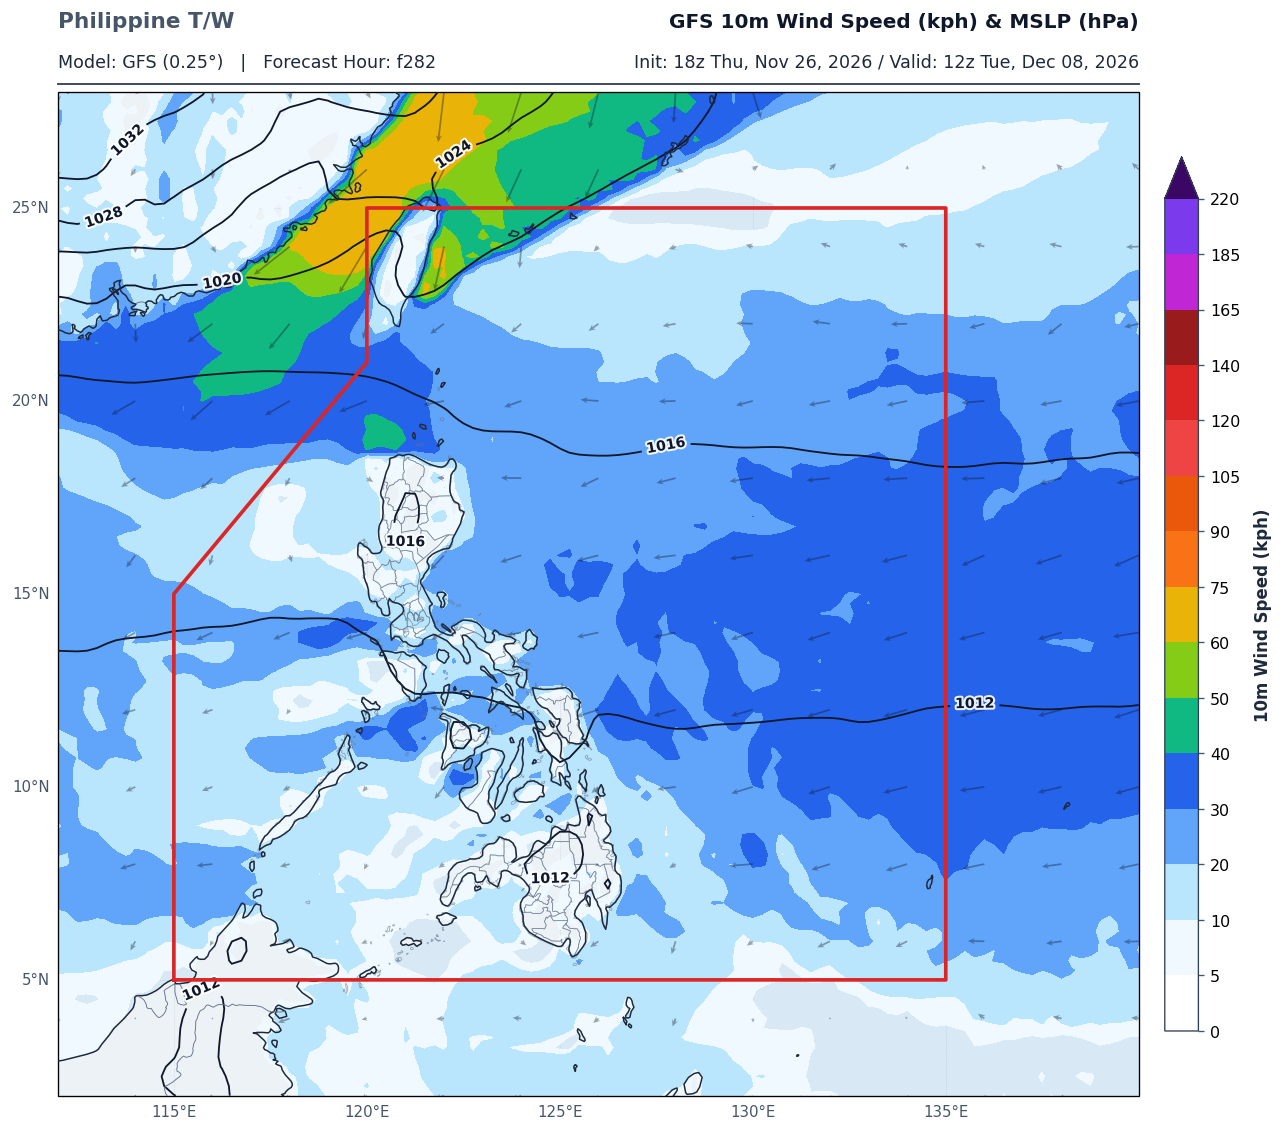 Philippine T/W
GFS 10m Wind Speed (kph) & MSLP (hPa)
Model: GFS (0.25°)   |   Forecast Hour: f282
Init: 18z Thu, Nov 26, 2026 / Valid: 12z Tue, Dec 08, 2026
1032
1024
1028
1020
1016
1016
1012
1012
1012
25°N
20°N
15°N
10°N
5°N
115°E
120°E
125°E
130°E
135°E
220
185
165
140
120
105
90
75
60
50
40
30
20
10
5
0
10m Wind Speed (kph)